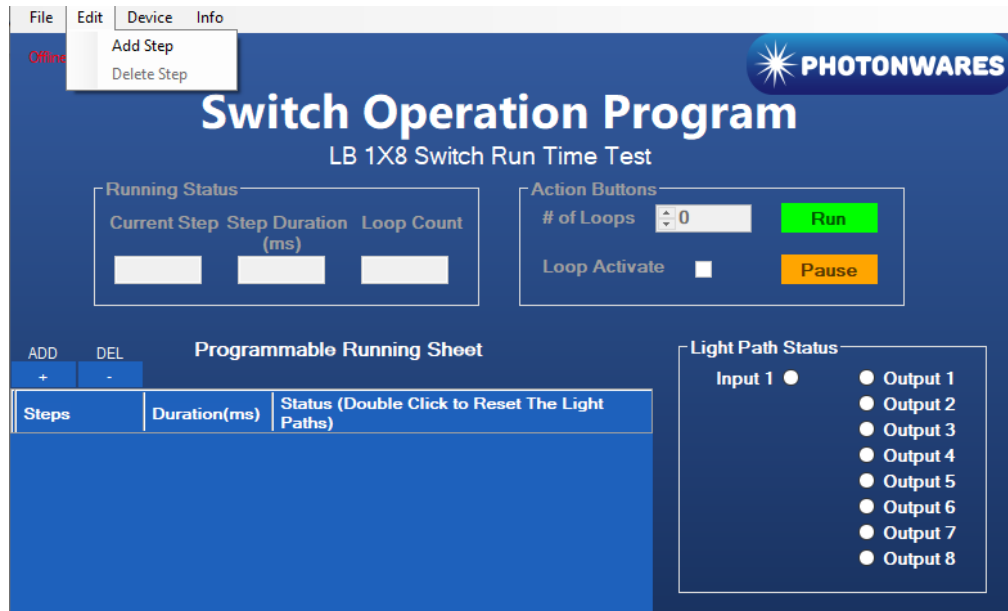 File Edit Device Info
Add Step
Delete Step
PHOTONWARES
Switch Operation Program
LB 1X8 Switch Run Time Test
Running Status
Current Step Step Duration (ms) Loop Count
Action Buttons
# of Loops 0 Run
Loop Activate Pause
ADD DEL Programmable Running Sheet
+ -
Steps Duration(ms) Status (Double Click to Reset The Light
Paths)
Light Path Status
Input 1 Output 1
Output 2
Output 3
Output 4
Output 5
Output 6
Output 7
Output 8